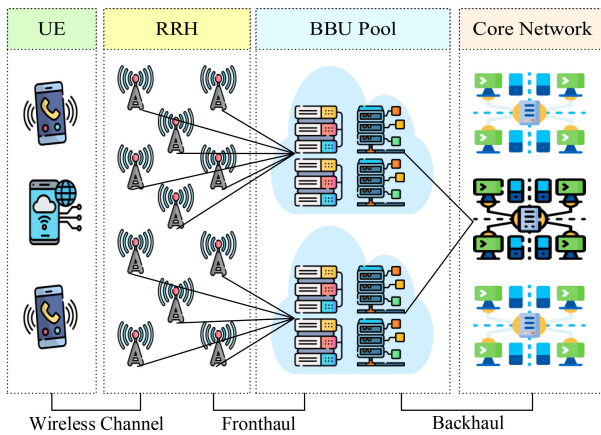 UE
RRH
BBU Pool
Core Network
Wireless Channel
Fronthaul
Backhaul